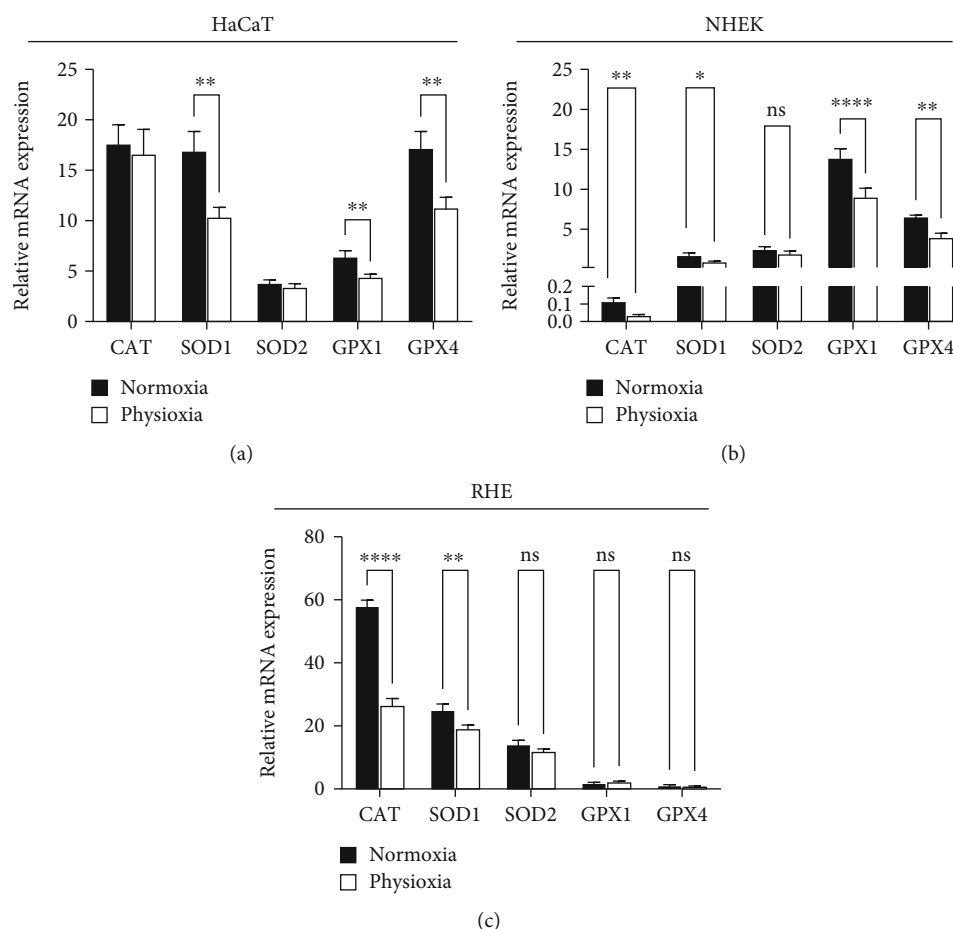 HaCaT
Relative mRNA expression
25
20
15
10
5
0
**
**
**
CAT SOD1 SOD2 GPX1 GPX4
Normoxia
Physioxia
(a)
NHEK
Relative mRNA expression
25
20
15
10
5
0.2
0.1
0.0
** * ns **** **
CAT SOD1 SOD2 GPX1 GPX4
Normoxia
Physioxia
(b)
RHE
Relative mRNA expression
80
60
40
20
0
**** ** ns ns ns
CAT SOD1 SOD2 GPX1 GPX4
Normoxia
Physioxia
(c)